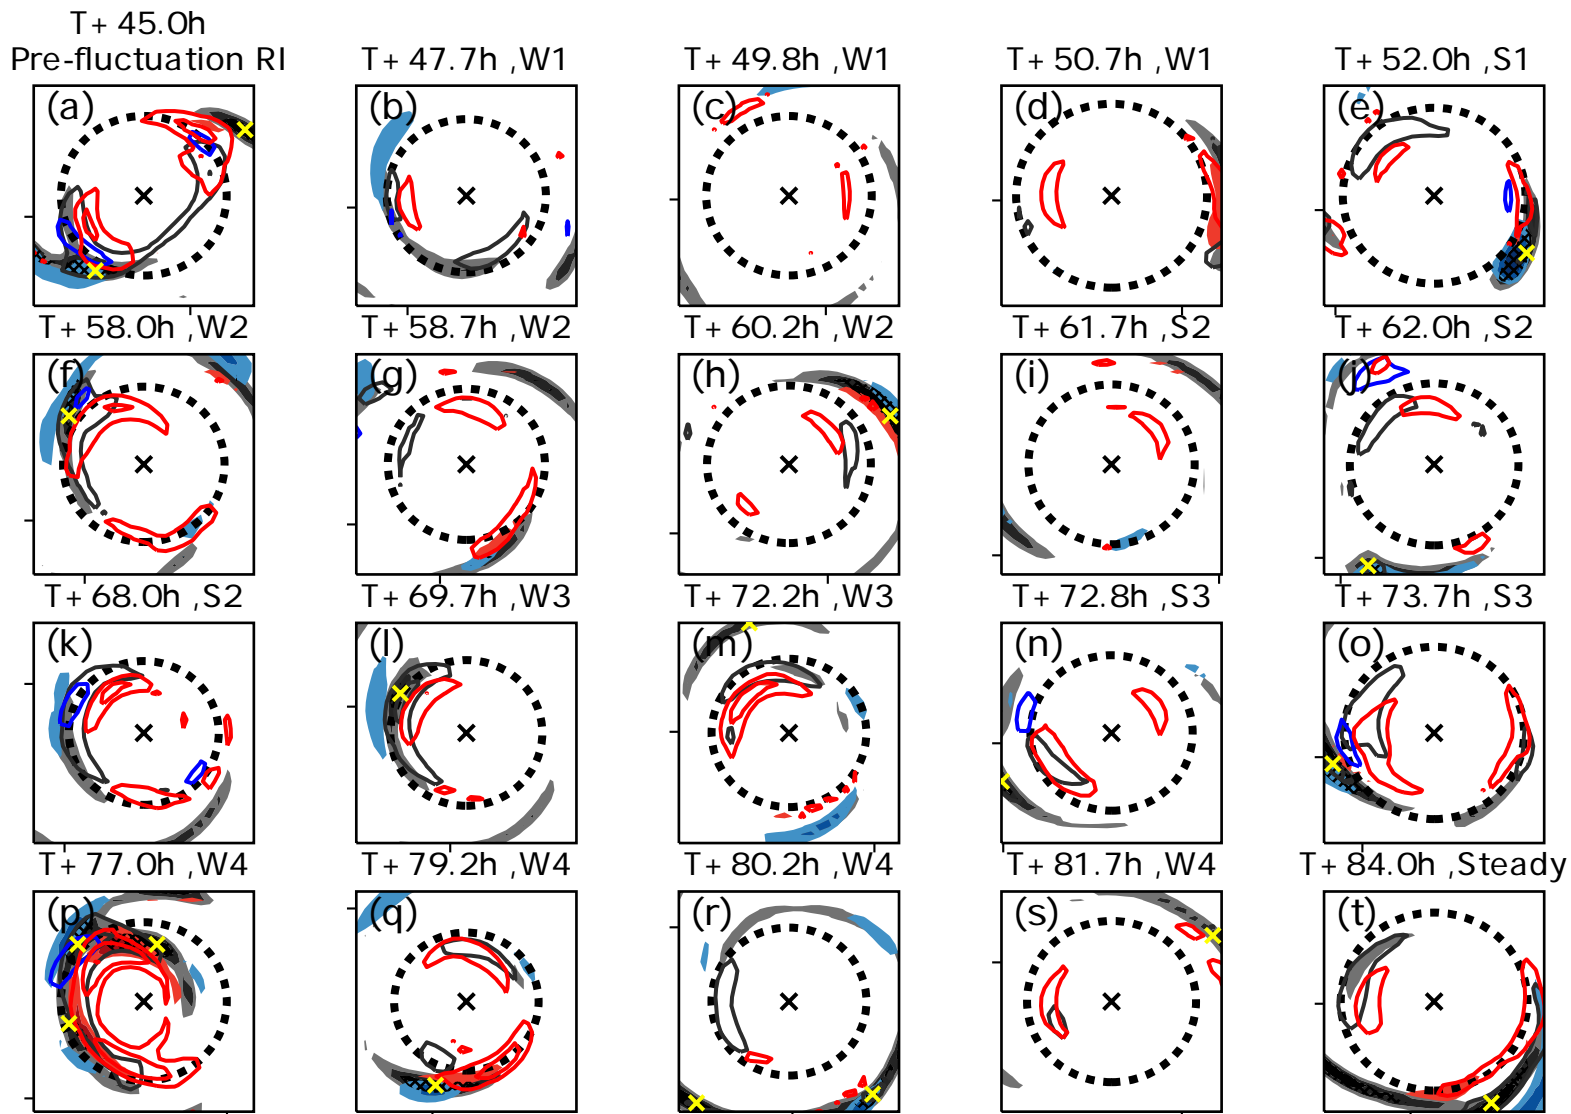 T+ 45.0h
Pre-fluctuation RI
T+ 47.7h ,W1
T+ 49.8h ,W1
T+ 50.7h ,W1
T+ 52.0h ,S1
(a)
(b)
(c)
(d)
(e)
T+ 58.0h ,W2
T+ 58.7h ,W2
T+ 60.2h ,W2
T+ 61.7h ,S2
T+ 62.0h ,S2
(f)
(g)
(h)
(i)
(j)
T+ 68.0h ,S2
T+ 69.7h ,W3
T+ 72.2h ,W3
T+ 72.8h ,S3
T+ 73.7h ,S3
(k)
(l)
(m)
(n)
(o)
T+ 77.0h ,W4
T+ 79.2h ,W4
T+ 80.2h ,W4
T+ 81.7h ,W4
T+ 84.0h ,Steady
(p)
(q)
(r)
(s)
(t)